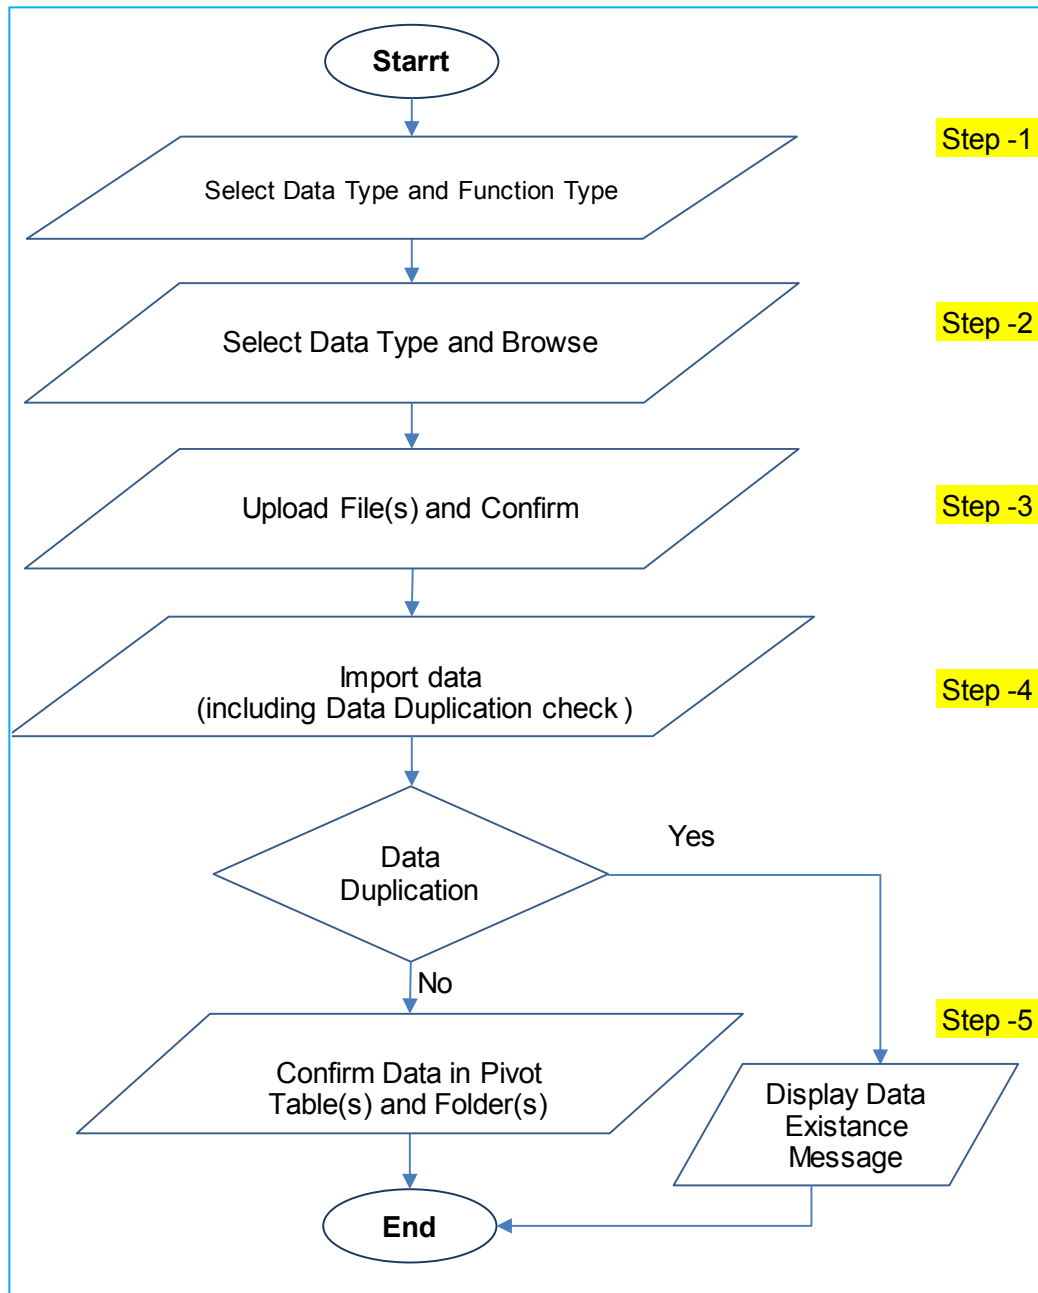 Starrt
Step -1
Select Data Type and Function Type
Step -2
Select Data Type and Browse
Step -3
Upload File(s) and Confirm
Step -4
Import data
(including Data Duplication check )
Yes
Data
Duplication
No
Step -5
Confirm Data in Pivot
Table(s) and Folder(s)
Display Data
Existance
Message
End